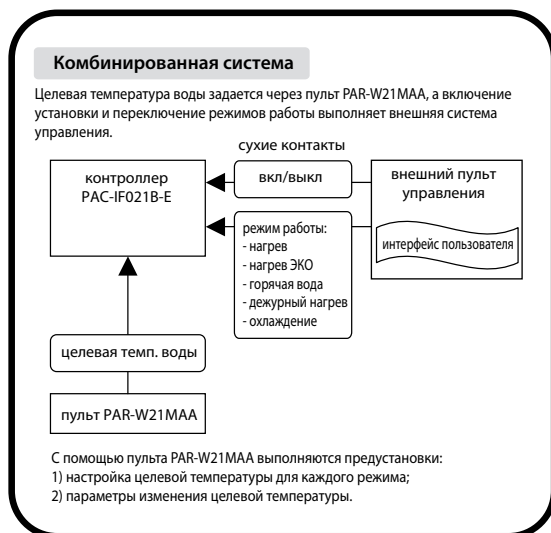 Комбинированная система
Целевая температура воды задается через пульт PAR-W21MAA, а включение
установки и переключение режимов работы выполняет внешняя система
управления.
сухие контакты
контроллер
PAC-IF021B-E
вкл/выкл
внешний пульт
управления
интерфейс пользователя
режим работы:
- нагрев
- нагрев ЭКО
- горячая вода
- дежурный нагрев
- охлаждение
целевая темп. воды
пульт PAR-W21MAA
С помощью пульта PAR-W21MAA выполняются предустановки:
1) настройка целевой температуры для каждого режима;
2) параметры изменения целевой температуры.